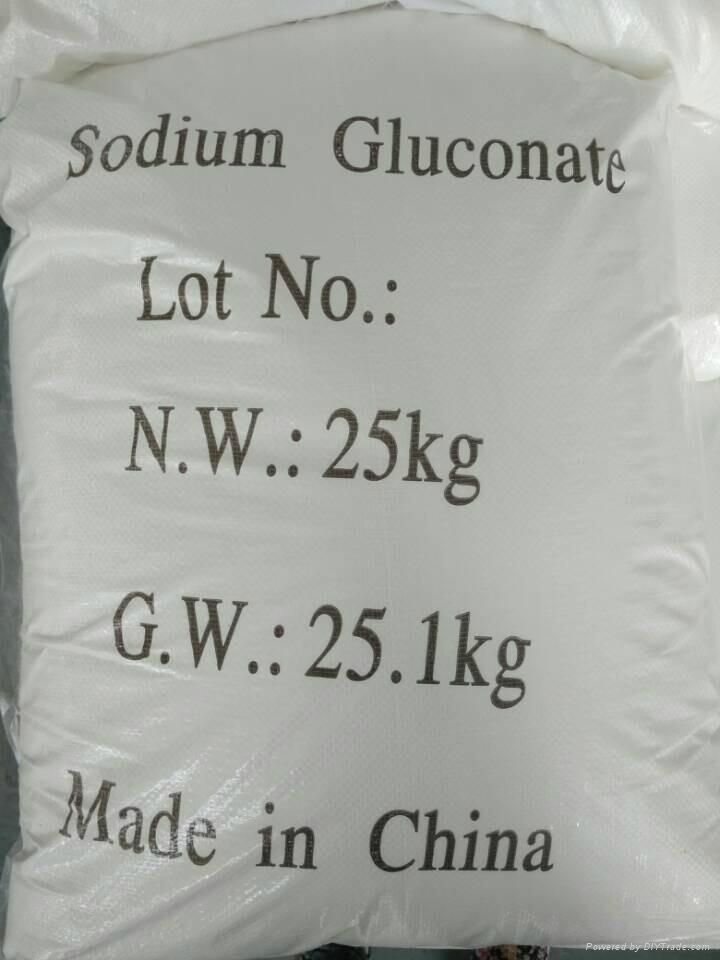 Sodium Gluconate
Lot No.:
N.W.: 25kg
G.W.: 25.1kg
Made in China
Powered by DIYTrade.com